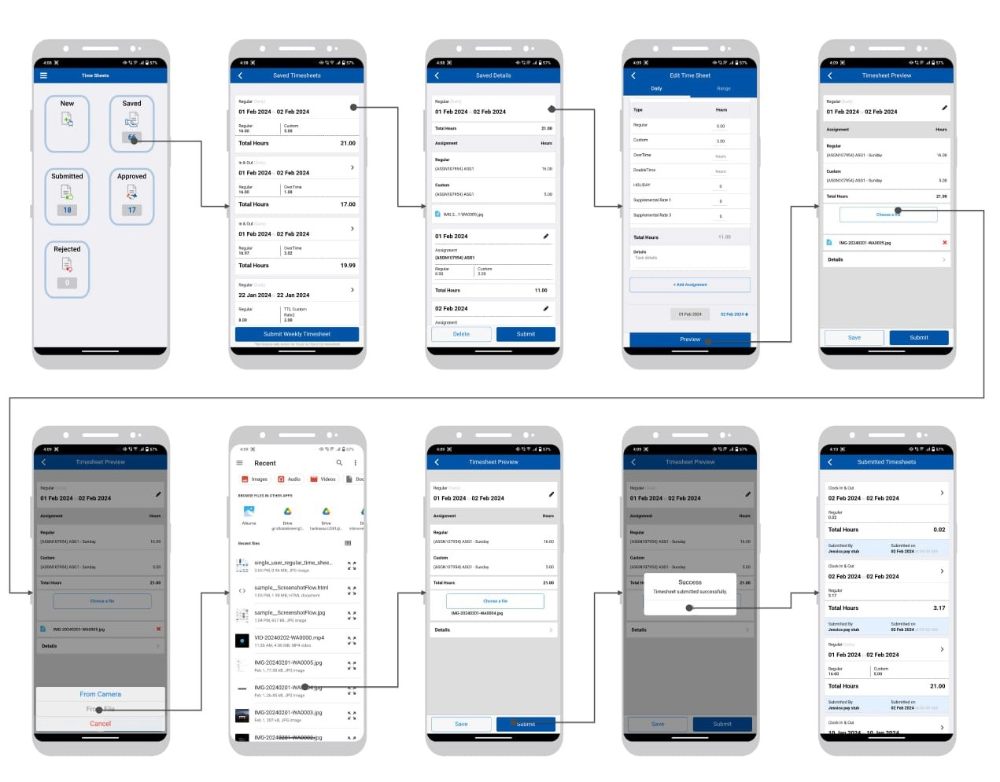 4:08 57%
Time Sheets
New
Saved
66
Submitted
Approved
18
17
Rejected
0
4:08 57%
Saved Timesheets
Regular (Daily)
01 Feb 2024 02 Feb 2024
Regular Custom
16.00 5.00
Total Hours 21.00
In & Out
01 Feb 2024 02 Feb 2024
Regular OverTime
16.00 1.00
Total Hours 17.00
In & Out
01 Feb 2024 02 Feb 2024
Regular OverTime
16.97 3.02
Total Hours 19.99
Regular (Daily)
22 Jan 2024 22 Jan 2024
Regular TTL Custom
Rate2
8.00 2.00
Submit Weekly Timesheet
4:08 57%
Saved Details
Regular (Daily)
01 Feb 2024 02 Feb 2024
Total Hours 21.00
Assignment Hours
Regular
(ASGN107954) ASG1 16.00
Custom
(ASGN107954) ASG1 5.00
IMG-2...1-WA0005.jpg
01 Feb 2024
Assignment
(ASGN107954) ASG1
Regular Custom
8.00 3.00
Total Hours 11.00
02 Feb 2024
Assignment
Delete Submit
4:09 57%
Edit Time Sheet
Daily Range
Type Hours
Regular 8.00
Custom 3.00
OverTime hours
DoubleTime hours
HOLIDAY 0
Supplemental Rate 1 0
Supplemental Rate 3 0
Total Hours 11.00
Details
Task details
+ Add Assignment
01 Feb 2024 02 Feb 2024
Preview
4:09 57%
Timesheet Preview
Regular (Daily)
01 Feb 2024 02 Feb 2024
Assignment Hours
Regular
(ASGN107954) ASG1 - Sunday 16.00
Custom
(ASGN107954) ASG1 - Sunday 5.00
Total Hours 21.00
Choose a file
IMG-20240201-WA0005.jpg
Details
Save Submit
4:09 57%
Timesheet Preview
Regular (Daily)
01 Feb 2024 02 Feb 2024
Assignment Hours
Regular
(ASGN107954) ASG1 - Sunday 16.00
Custom
(ASGN107954) ASG1 - Sunday 5.00
Total Hours 21.00
Choose a file
IMG-20240201-WA0005.jpg
Details
From Camera
From File
Cancel
4:09 57%
Recent
Images Audio Videos Doc
BROWSE FILES IN OTHER APPS
Albums Drive Drive
Recent files
single_user_regular_time_shee...
3:05 PM, 0.96 MB, JPG image
sample__ScreenshotFlow.html
1:05 PM, 1.98 MB, HTML document
sample__ScreenshotFlow.jpg
1:04 PM, 607 kB, JPG image
VID-20240202-WA0000.mp4
11:36 AM, 4.86 MB, MP4 video
IMG-20240201-WA0005.jpg
Feb 1, 77.38 kB, JPG image
IMG-20240201-WA0004.jpg
Feb 1, 26.65 kB, JPG image
IMG-20240201-WA0003.jpg
Feb 1, 207 kB, JPG image
IMG-20240201-WA0002.jpg
4:09 57%
Timesheet Preview
Regular (Daily)
01 Feb 2024 02 Feb 2024
Assignment Hours
Regular
(ASGN107954) ASG1 - Sunday 16.00
Custom
(ASGN107954) ASG1 - Sunday 5.00
Total Hours 21.00
Choose a file
IMG-20240201-WA0004.jpg
Details
Save Submit
4:09 57%
Timesheet Preview
Regular (Daily)
01 Feb 2024 02 Feb 2024
Assignment Hours
Regular
(ASGN107954) ASG1 - Sunday 16.00
Custom
(ASGN107954) ASG1 - Sunday 5.00
Total H 21.00
Success
Timesheet submitted successfully.
Details
Save Submit
4:10 57%
Submitted Timesheets
Clock In & Out
02 Feb 2024 02 Feb 2024
Regular
0.02
Total Hours 0.02
Submitted By Submitted on
Jessica pay stub 02 Feb 2024
Clock In & Out
02 Feb 2024 02 Feb 2024
Regular
3.17
Total Hours 3.17
Submitted By Submitted on
Jessica pay stub 02 Feb 2024
Regular
01 Feb 2024 02 Feb 2024
Regular Custom
16.00 5.00
Total Hours 21.00
Submitted By Submitted on
Jessica pay stub 02 Feb 2024
Clock In & Out
10 Jan 2024 10 Jan 2024